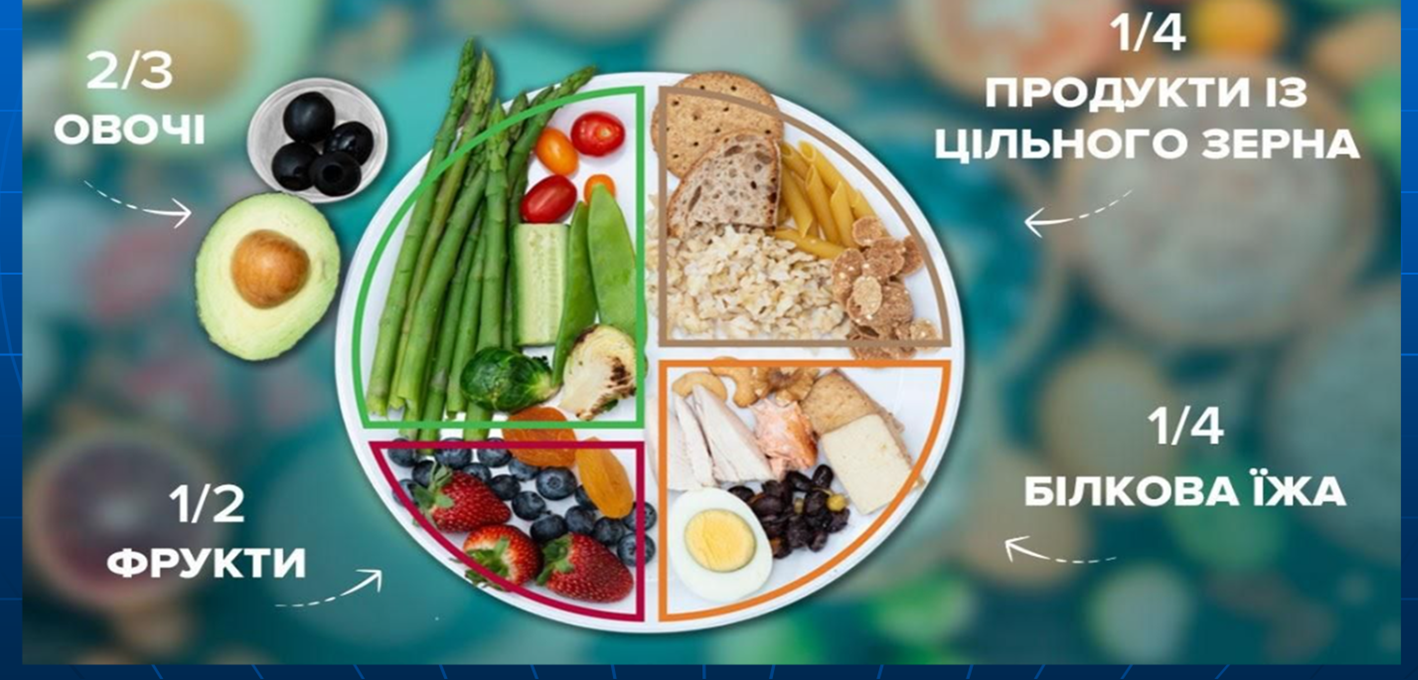 2/3
ОВОЧІ
1/4
ПРОДУКТИ ІЗ
ЦІЛЬНОГО ЗЕРНА
1/2
ФРУКТИ
1/4
БІЛКОВА ЇЖА